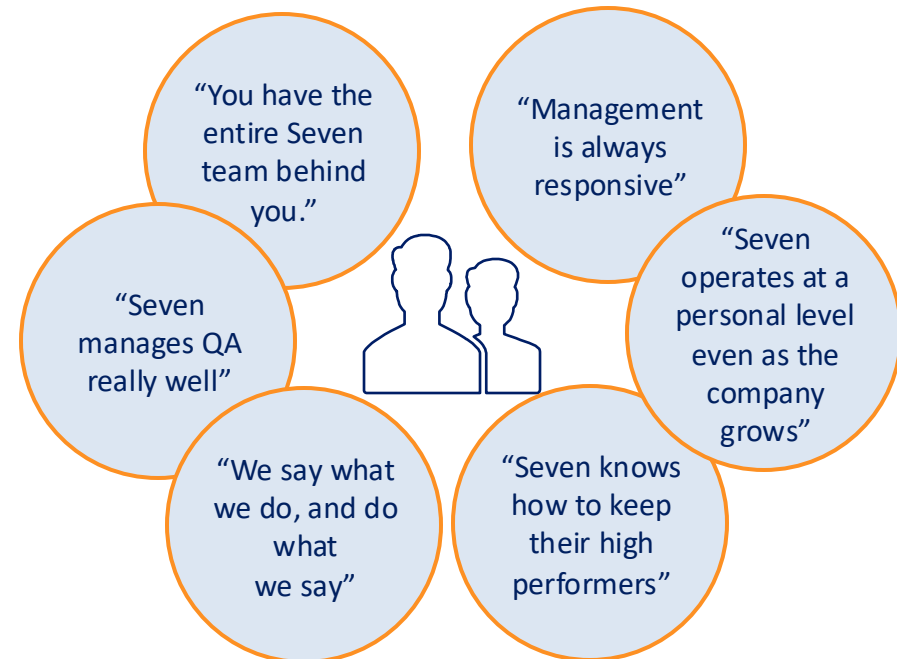 “You have the
entire Seven
team behind
you.”
“Management
is always
responsive”
“Seven
manages QA
really well”
“Seven
operates at a
personal level
even as the
company
grows”
“We say what
we do, and do
what
we say”
“Seven knows
how to keep
their high
performers”